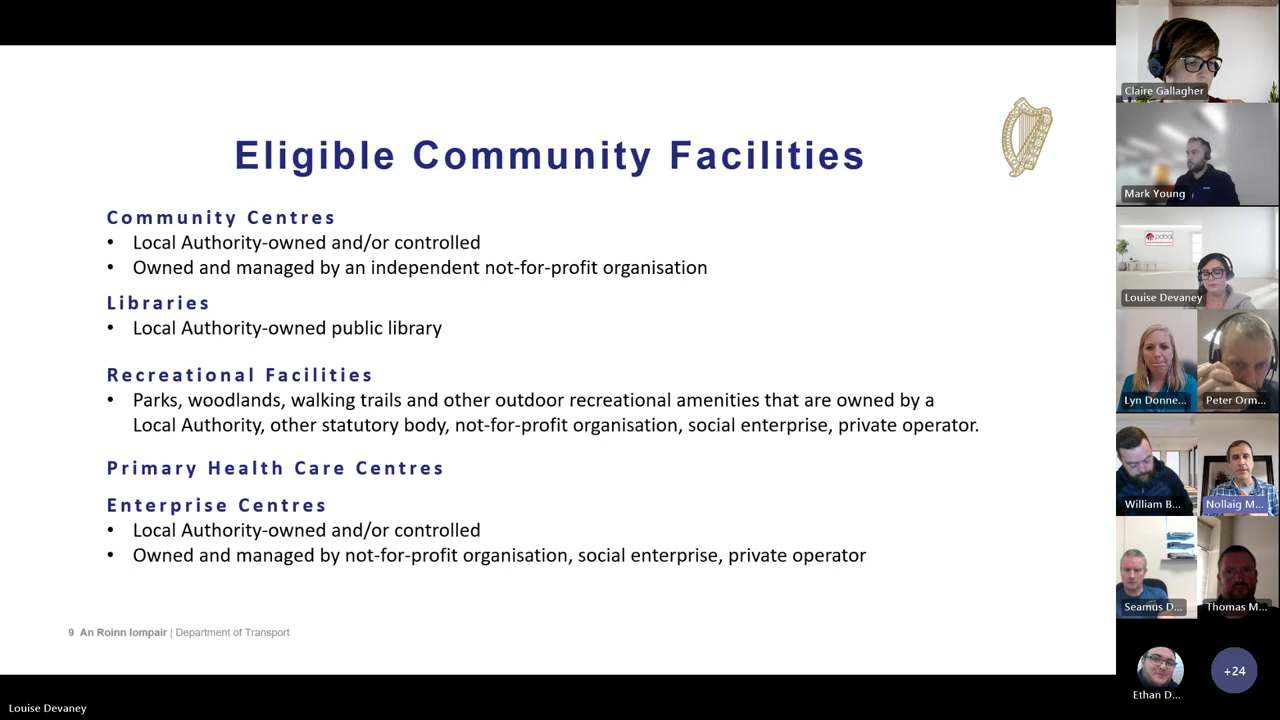 Eligible Community Facilities
Community Centres
• Local Authority-owned and/or controlled
• Owned and managed by an independent not-for-profit organisation
Libraries
• Local Authority-owned public library
Recreational Facilities
• Parks, woodlands, walking trails and other outdoor recreational amenities that are owned by a
Local Authority, other statutory body, not-for-profit organisation, social enterprise, private operator.
Primary Health Care Centres
Enterprise Centres
• Local Authority-owned and/or controlled
• Owned and managed by not-for-profit organisation, social enterprise, private operator
9 An Roinn Iompair | Department of Transport
Louise Devaney
Claire Gallagher
Mark Young
pobal
Louise Devaney
Lyn Donne...
Peter Orm...
William B...
Nollaig M...
Seamus D...
Thomas M...
Ethan D...
+24